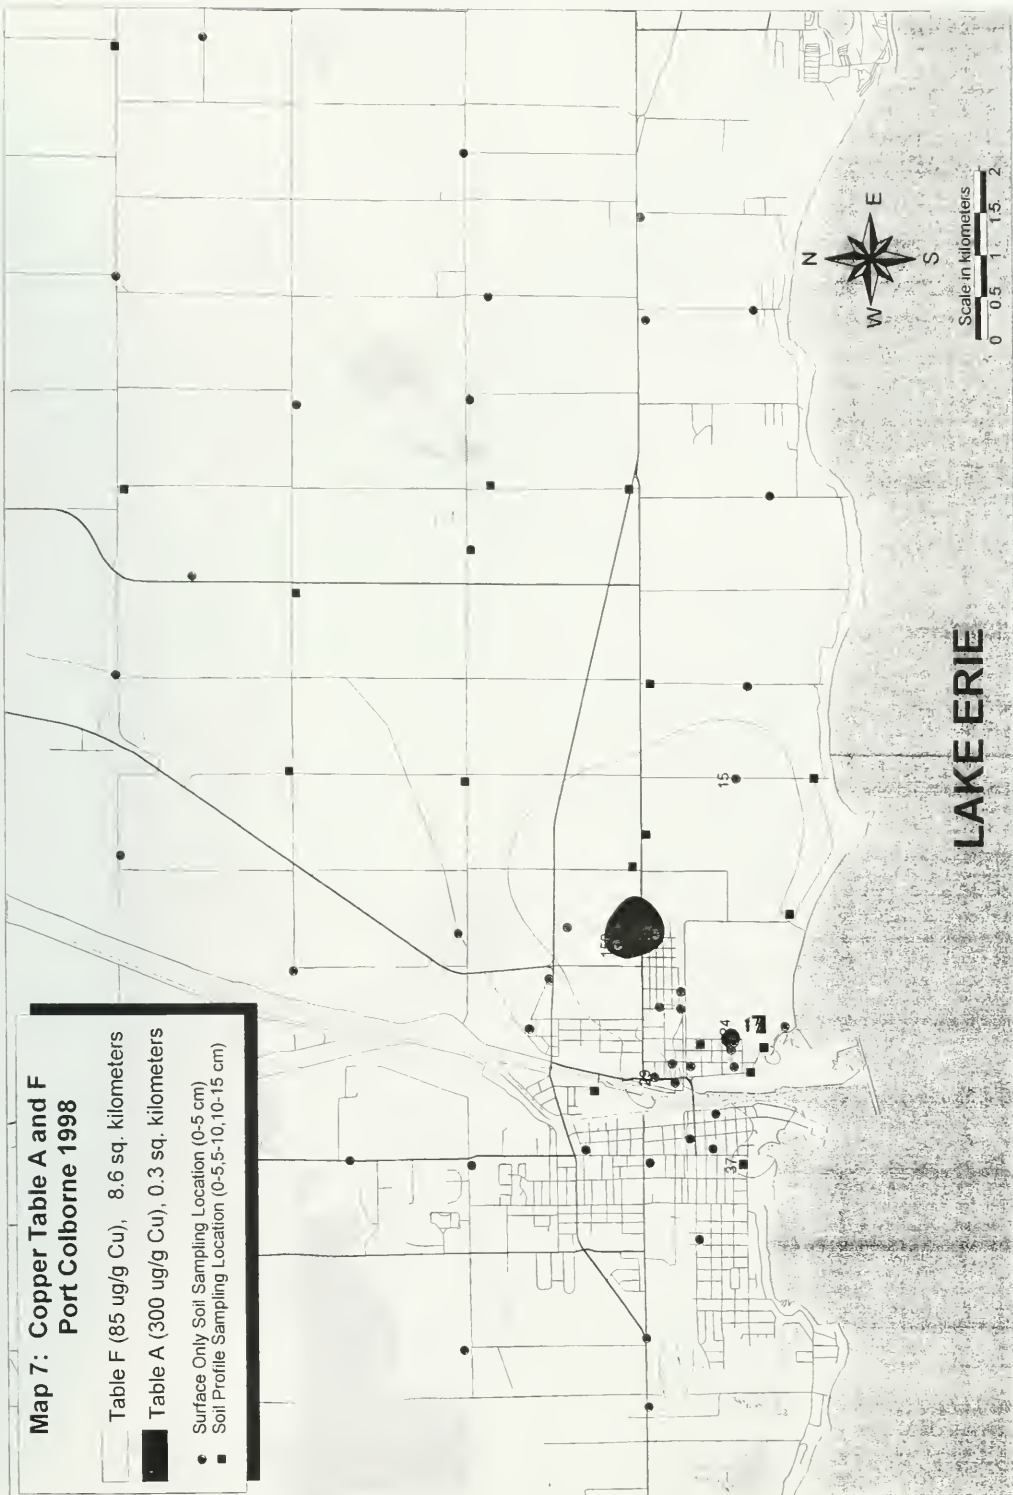 Map 7: Copper Table A and F
Port Colborne 1998
Table F (85 ug/g Cu), 8.6 sq. kilometers
Table A (300 ug/g Cu), 0.3 sq. kilometers
Surface Only Soil Sampling Location (0-5 cm)
Soil Profile Sampling Location (0-5,5-10,10-15 cm)
N
W
E
S
Scale in kilometers
0 0.5 1 1.5 2
LAKE ERIE
15
17
29
37